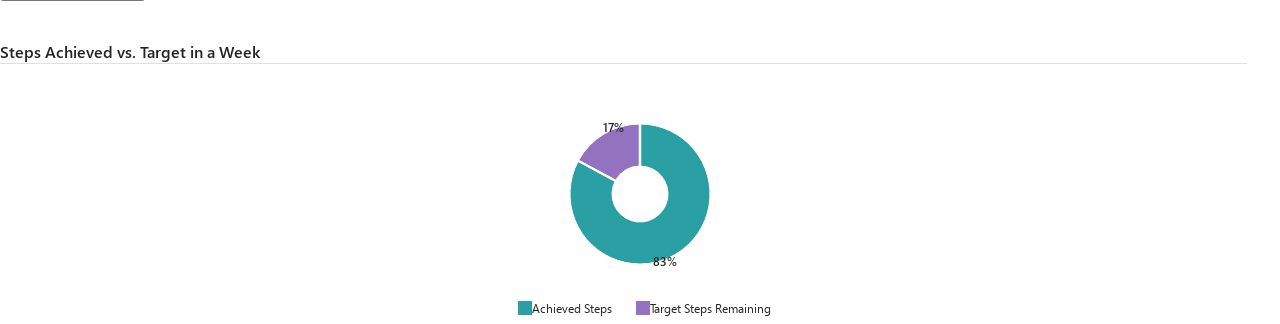 Steps Achieved vs. Target in a Week
17%
83%
Achieved Steps Target Steps Remaining